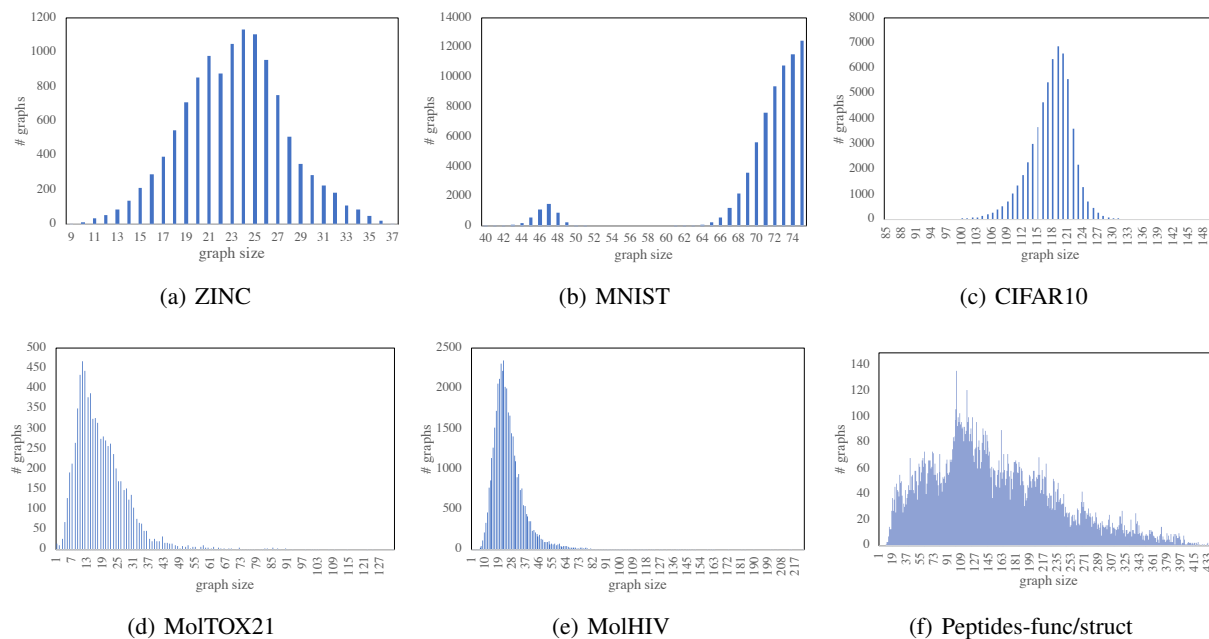 1200
1000
800
600
400
200
0
# graphs
9 11 13 15 17 19 21 23 25 27 29 31 33 35 37
graph size
(a) ZINC
14000
12000
10000
8000
6000
4000
2000
0
# graphs
40 42 44 46 48 50 52 54 56 58 60 62 64 66 68 70 72 74
graph size
(b) MNIST
8000
7000
6000
5000
4000
3000
2000
1000
0
# graphs
85 88 91 94 97 100 103 106 109 112 115 118 121 124 127 130 133 136 139 142 145 148
graph size
(c) CIFAR10
500
450
400
350
300
250
200
150
100
50
0
# graphs
1 7 13 19 25 31 37 43 49 55 61 67 73 79 85 91 97 103 109 115 121 127
graph size
(d) MolTOX21
2500
2000
1500
1000
500
0
# graphs
1 10 19 28 37 46 55 64 73 82 91 100 109 118 127 136 145 154 163 172 181 190 199 208 217
graph size
(e) MolHIV
140
120
100
80
60
40
20
0
# graphs
1 19 37 55 73 91 109 127 145 163 181 199 217 235 253 271 289 307 325 343 361 379 397 415 433
graph size
(f) Peptides-func/struct